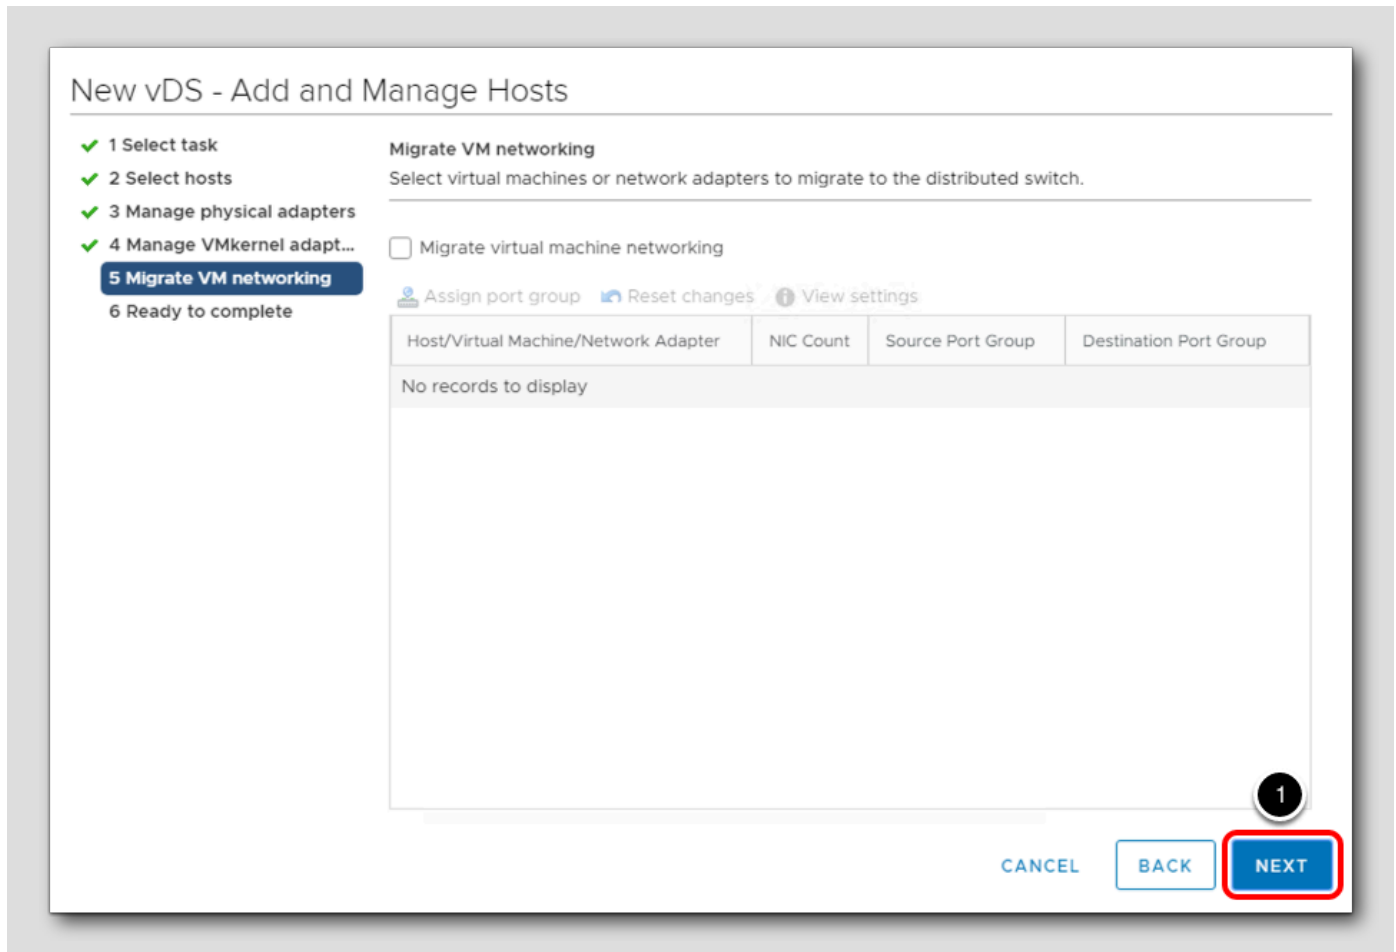 New vDS - Add and Manage Hosts
1 Select task
2 Select hosts
3 Manage physical adapters
4 Manage VMkernel adapt...
5 Migrate VM networking
6 Ready to complete
Migrate VM networking
Select virtual machines or network adapters to migrate to the distributed switch.
Migrate virtual machine networking
Assign port group Reset changes View settings
Host/Virtual Machine/Network Adapter NIC Count Source Port Group Destination Port Group
No records to display
1
CANCEL BACK NEXT